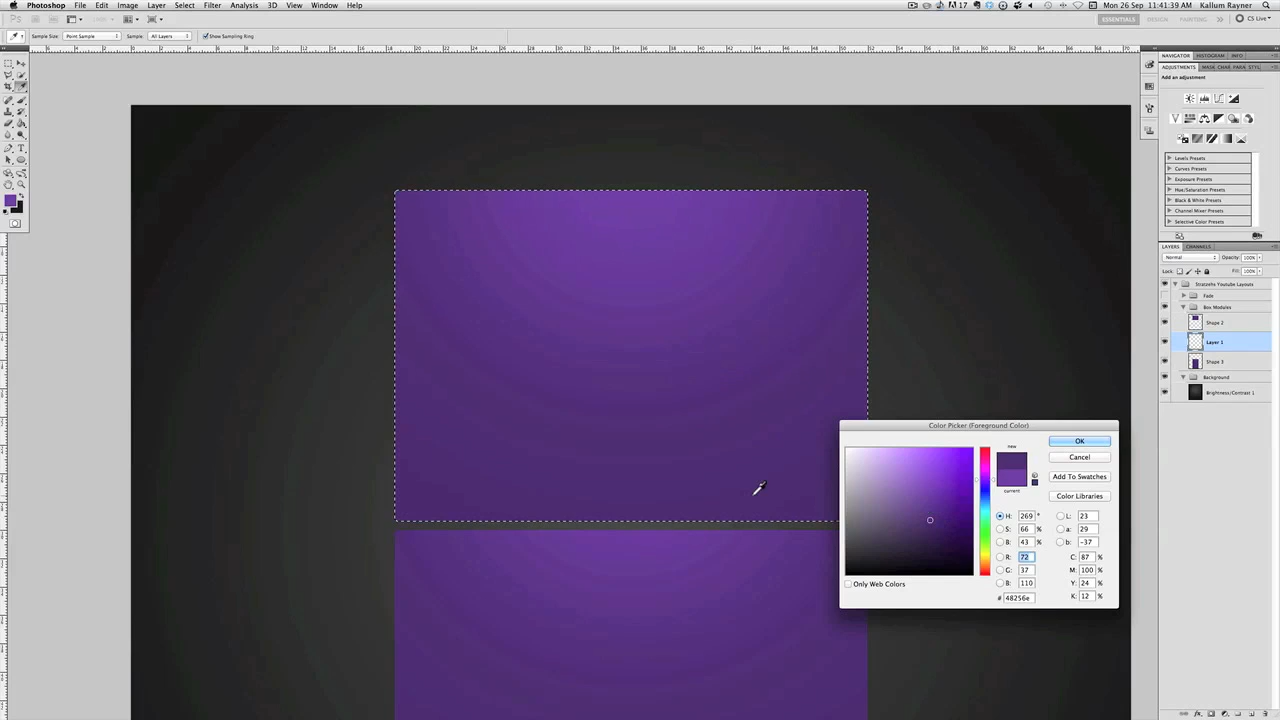 Photoshop File Edit Image Layer Select Filter Analysis 3D View Window Help 17 Mon 26 Sep 11:41:39 AM Kallum Rayner
ESSENTIALS DESIGN PAINTING CS Live
Sample Size: Point Sample Sample: All Layers Show Sampling Ring
NAVIGATOR HISTOGRAM INFO
ADJUSTMENTS MASK CHAR PARA STYL
Add an adjustment
Levels Presets
Curves Presets
Exposure Presets
Hue/Saturation Presets
Black & White Presets
Channel Mixer Presets
Selective Color Presets
LAYERS CHANNELS
Normal Opacity: 100%
Lock: Fill: 100%
Fade
Box Modules
Shape 2
Layer 1
Shape 3
Background
Brightness/Contrast 1
Color Picker (Foreground Color)
new
current
OK
Cancel
Add To Swatches
Color Libraries
H: 269 ° L: 23
S: 66 % a: 29
B: 43 % b: -37
R: 72 C: 87 %
G: 37 M: 100 %
B: 110 Y: 24 %
# 48256e K: 12 %
Only Web Colors